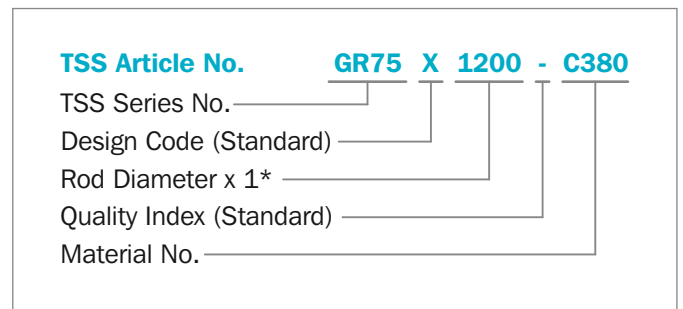 TSS Article No. GR75 X 1200 - C380
TSS Series No.
Design Code (Standard)
Rod Diameter x 1*
Quality Index (Standard)
Material No.